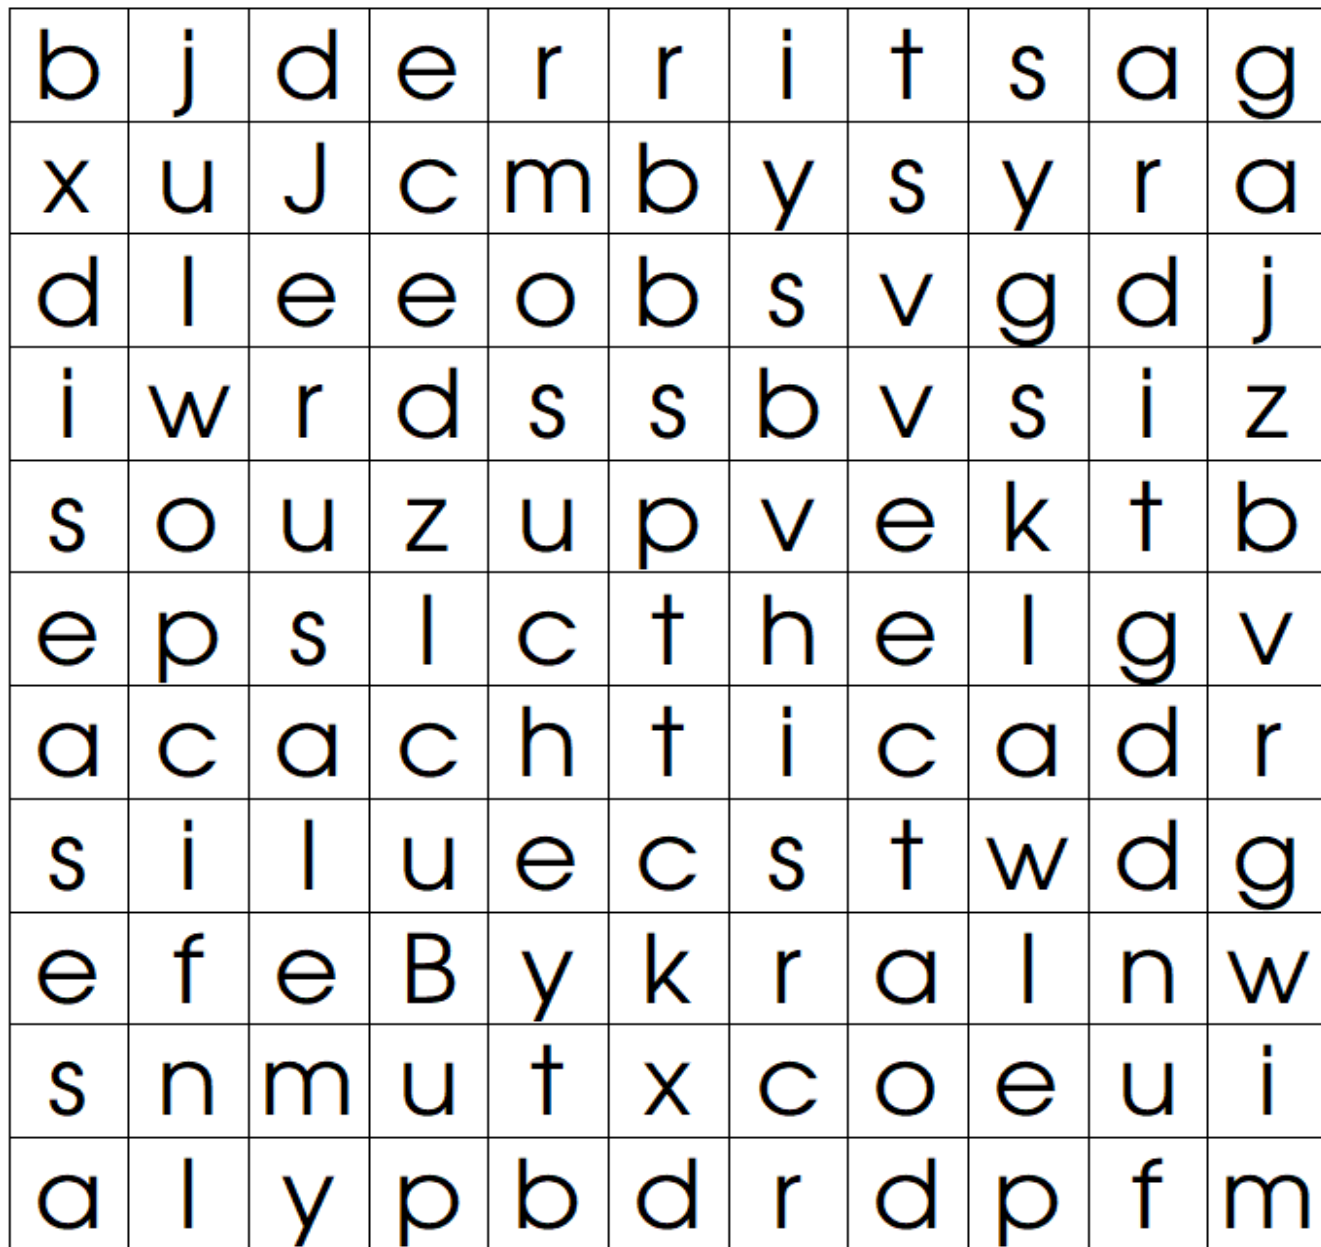 b j d e r r i t s a g
x u J c m b y s y r a
d l e e o b s v g d j
i w r d s s b v s i z
s o u z u p v e k t b
e p s l c t h e l g v
a c a c h t i c a d r
s i l u e c s t w d g
e f e B y k r a l n w
s n m u t x c o e u i
a l y p b d r d p f m